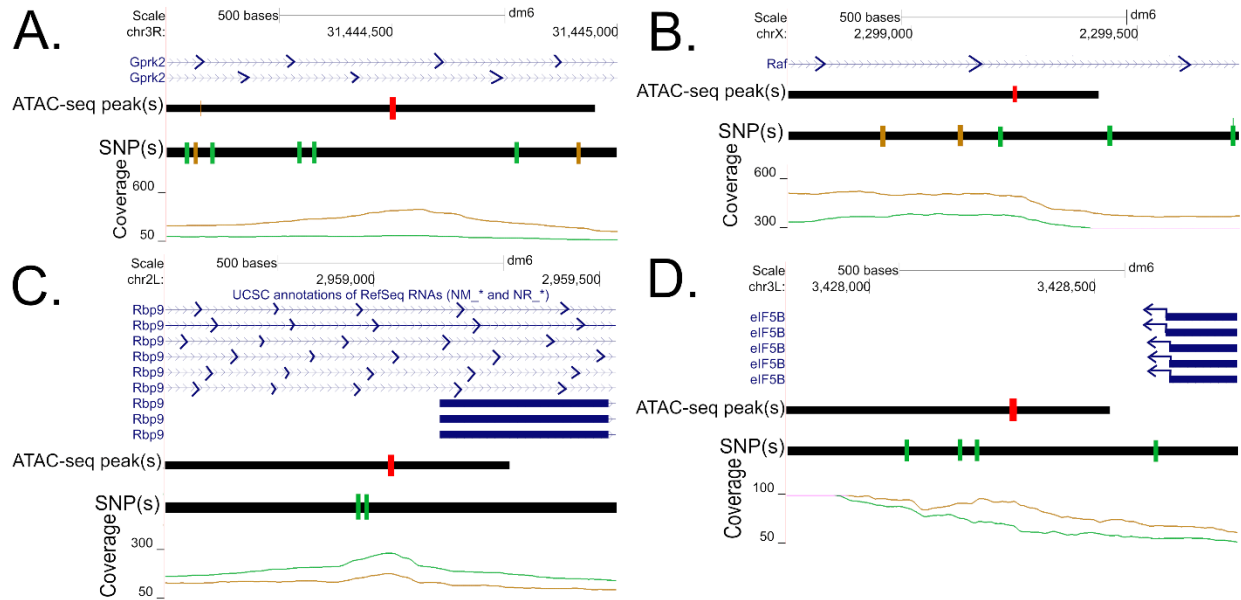 A.
Scale 500 bases dm6
chr3R: 31,444,500 31,445,000
Gprk2
Gprk2
ATAC-seq peak(s)
SNP(s)
Coverage
600
50
B.
Scale 500 bases dm6
chrX: 2,299,000 2,299,500
Raf
ATAC-seq peak(s)
SNP(s)
Coverage
600
300
C.
Scale 500 bases dm6
chr2L: 2,959,000 2,959,500
UCSC annotations of RefSeq RNAs (NM_* and NR_*)
Rbp9
Rbp9
Rbp9
Rbp9
Rbp9
Rbp9
Rbp9
Rbp9
Rbp9
ATAC-seq peak(s)
SNP(s)
Coverage
300
50
D.
Scale 500 bases dm6
chr3L: 3,428,000 3,428,500
eIF5B
eIF5B
eIF5B
eIF5B
eIF5B
ATAC-seq peak(s)
SNP(s)
Coverage
100
50